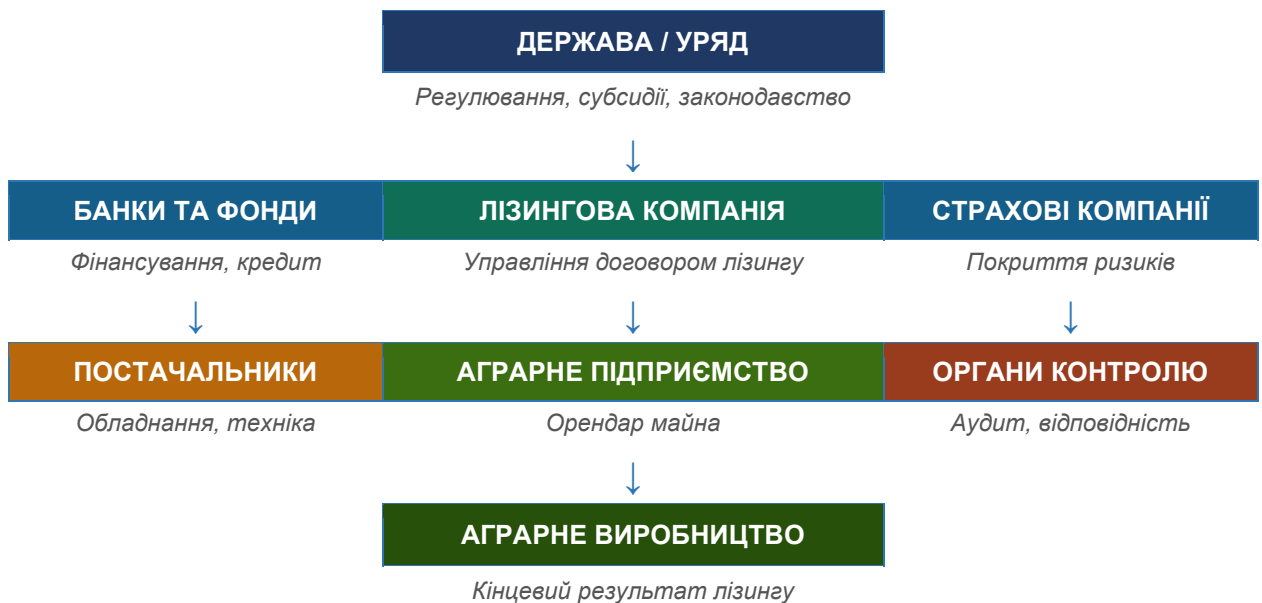 ДЕРЖАВА / УРЯД
Регулювання, субсидії, законодавство
↓
БАНКИ ТА ФОНДИ ЛІЗИНГОВА КОМПАНІЯ СТРАХОВІ КОМПАНІЇ
Фінансування, кредит Управління договором лізингу Покриття ризиків
↓ ↓ ↓
ПОСТАЧАЛЬНИКИ АГРАРНЕ ПІДПРИЄМСТВО ОРГАНИ КОНТРОЛЮ
Обладнання, техніка Орендар майна Аудит, відповідність
↓
АГРАРНЕ ВИРОБНИЦТВО
Кінцевий результат лізингу